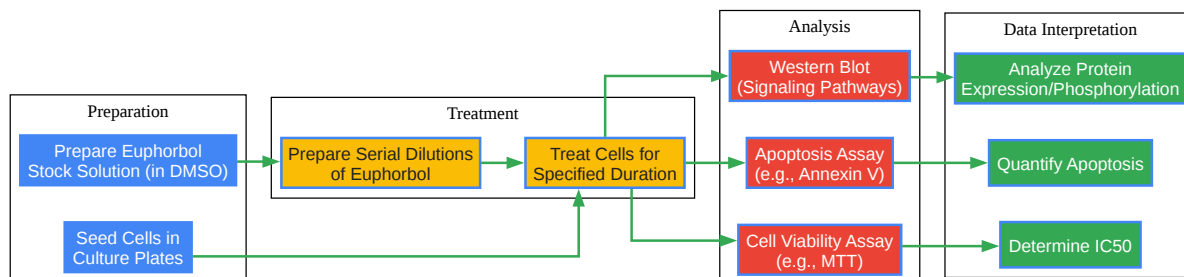 Preparation
Prepare Euphorbol
Stock Solution (in DMSO)
Seed Cells in
Culture Plates
Treatment
Prepare Serial Dilutions
of Euphorbol
Treat Cells for
Specified Duration
Analysis
Western Blot
(Signaling Pathways)
Apoptosis Assay
(e.g., Annexin V)
Cell Viability Assay
(e.g., MTT)
Data Interpretation
Analyze Protein
Expression/Phosphorylation
Quantify Apoptosis
Determine IC50